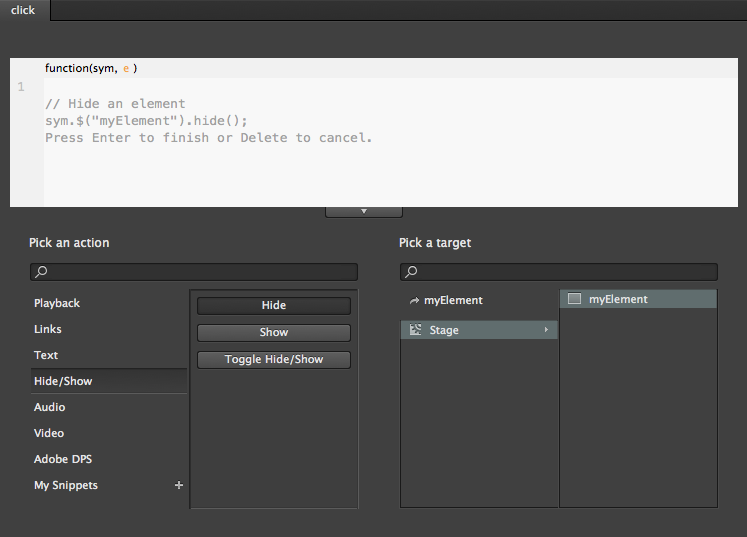 click
function(sym, e )
1
// Hide an element
sym.$("myElement").hide();
Press Enter to finish or Delete to cancel.
Pick an action
Pick a target
Playback
Links
Text
Hide/Show
Audio
Video
Adobe DPS
My Snippets +
Hide
Show
Toggle Hide/Show
myElement
Stage
myElement